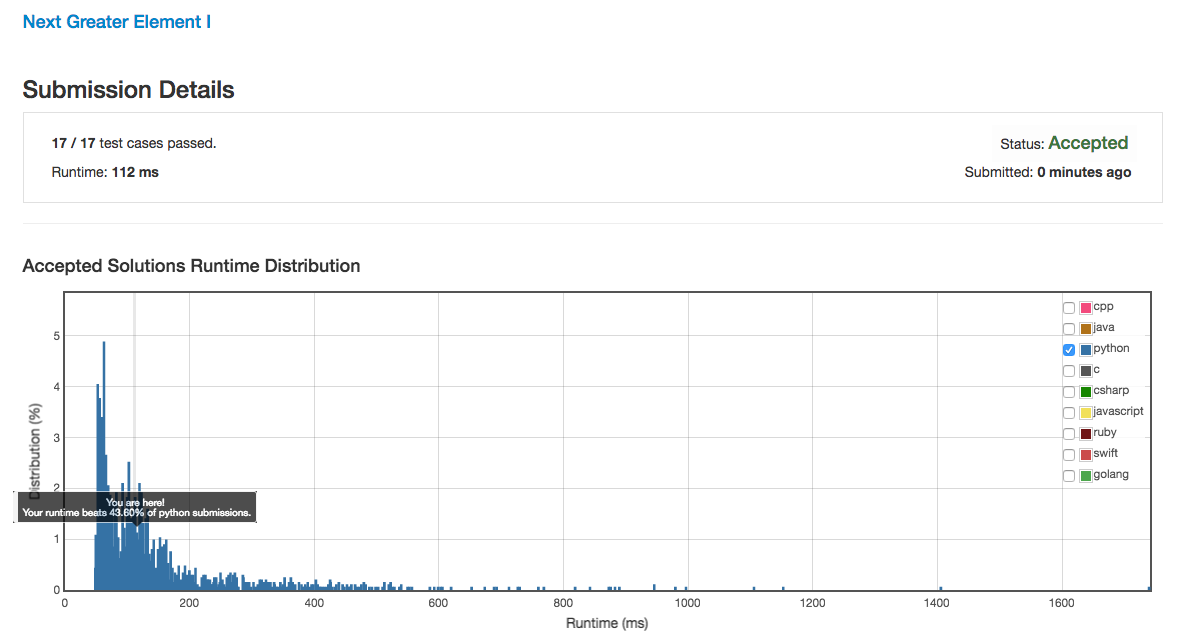 Next Greater Element I
Submission Details
17 / 17 test cases passed.
Status: Accepted
Runtime: 112 ms
Submitted: 0 minutes ago
Accepted Solutions Runtime Distribution
cpp
java
python
c
csharp
javascript
ruby
swift
golang
Distribution (%)
5
4
3
2
1
0
You are here!
Your runtime beats 43.60% of python submissions.
0 200 400 600 800 1000 1200 1400 1600
Runtime (ms)